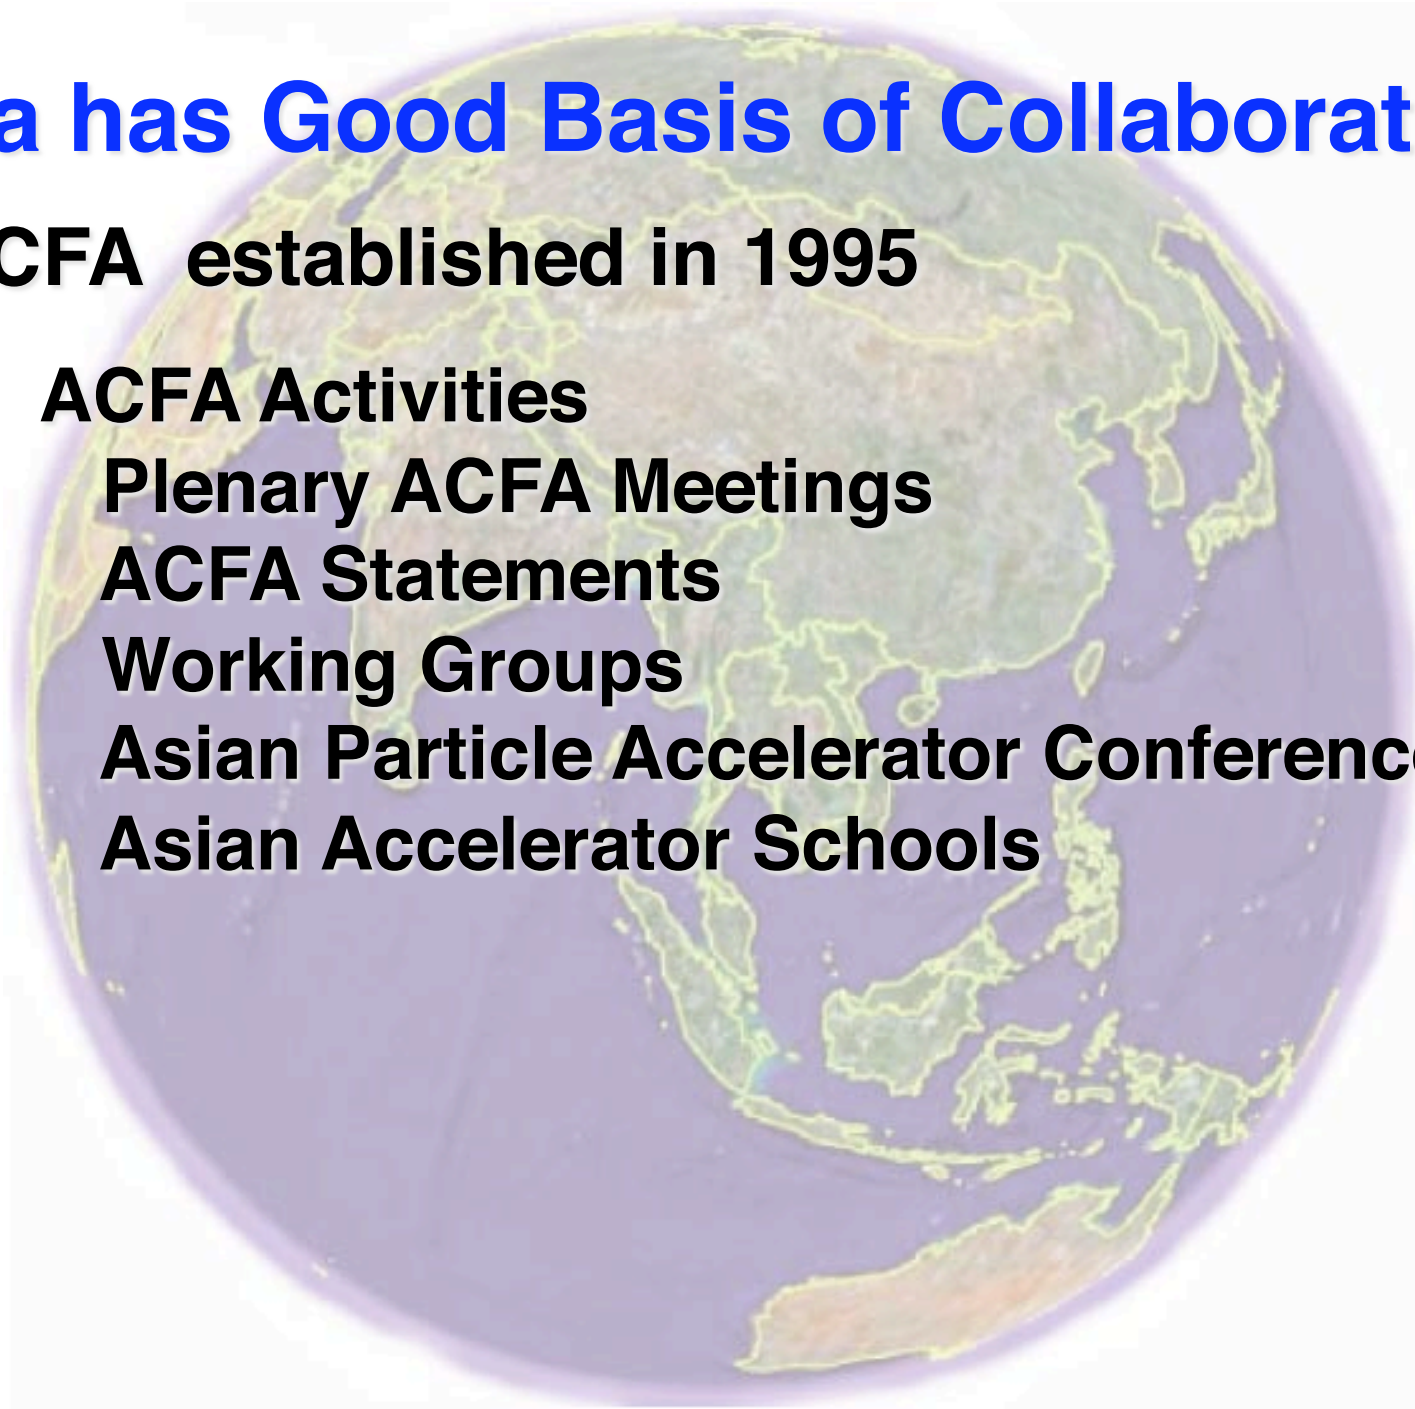 a has Good Basis of Collaborat
CFA established in 1995
ACFA Activities
Plenary ACFA Meetings
ACFA Statements
Working Groups
Asian Particle Accelerator Conference
Asian Accelerator Schools